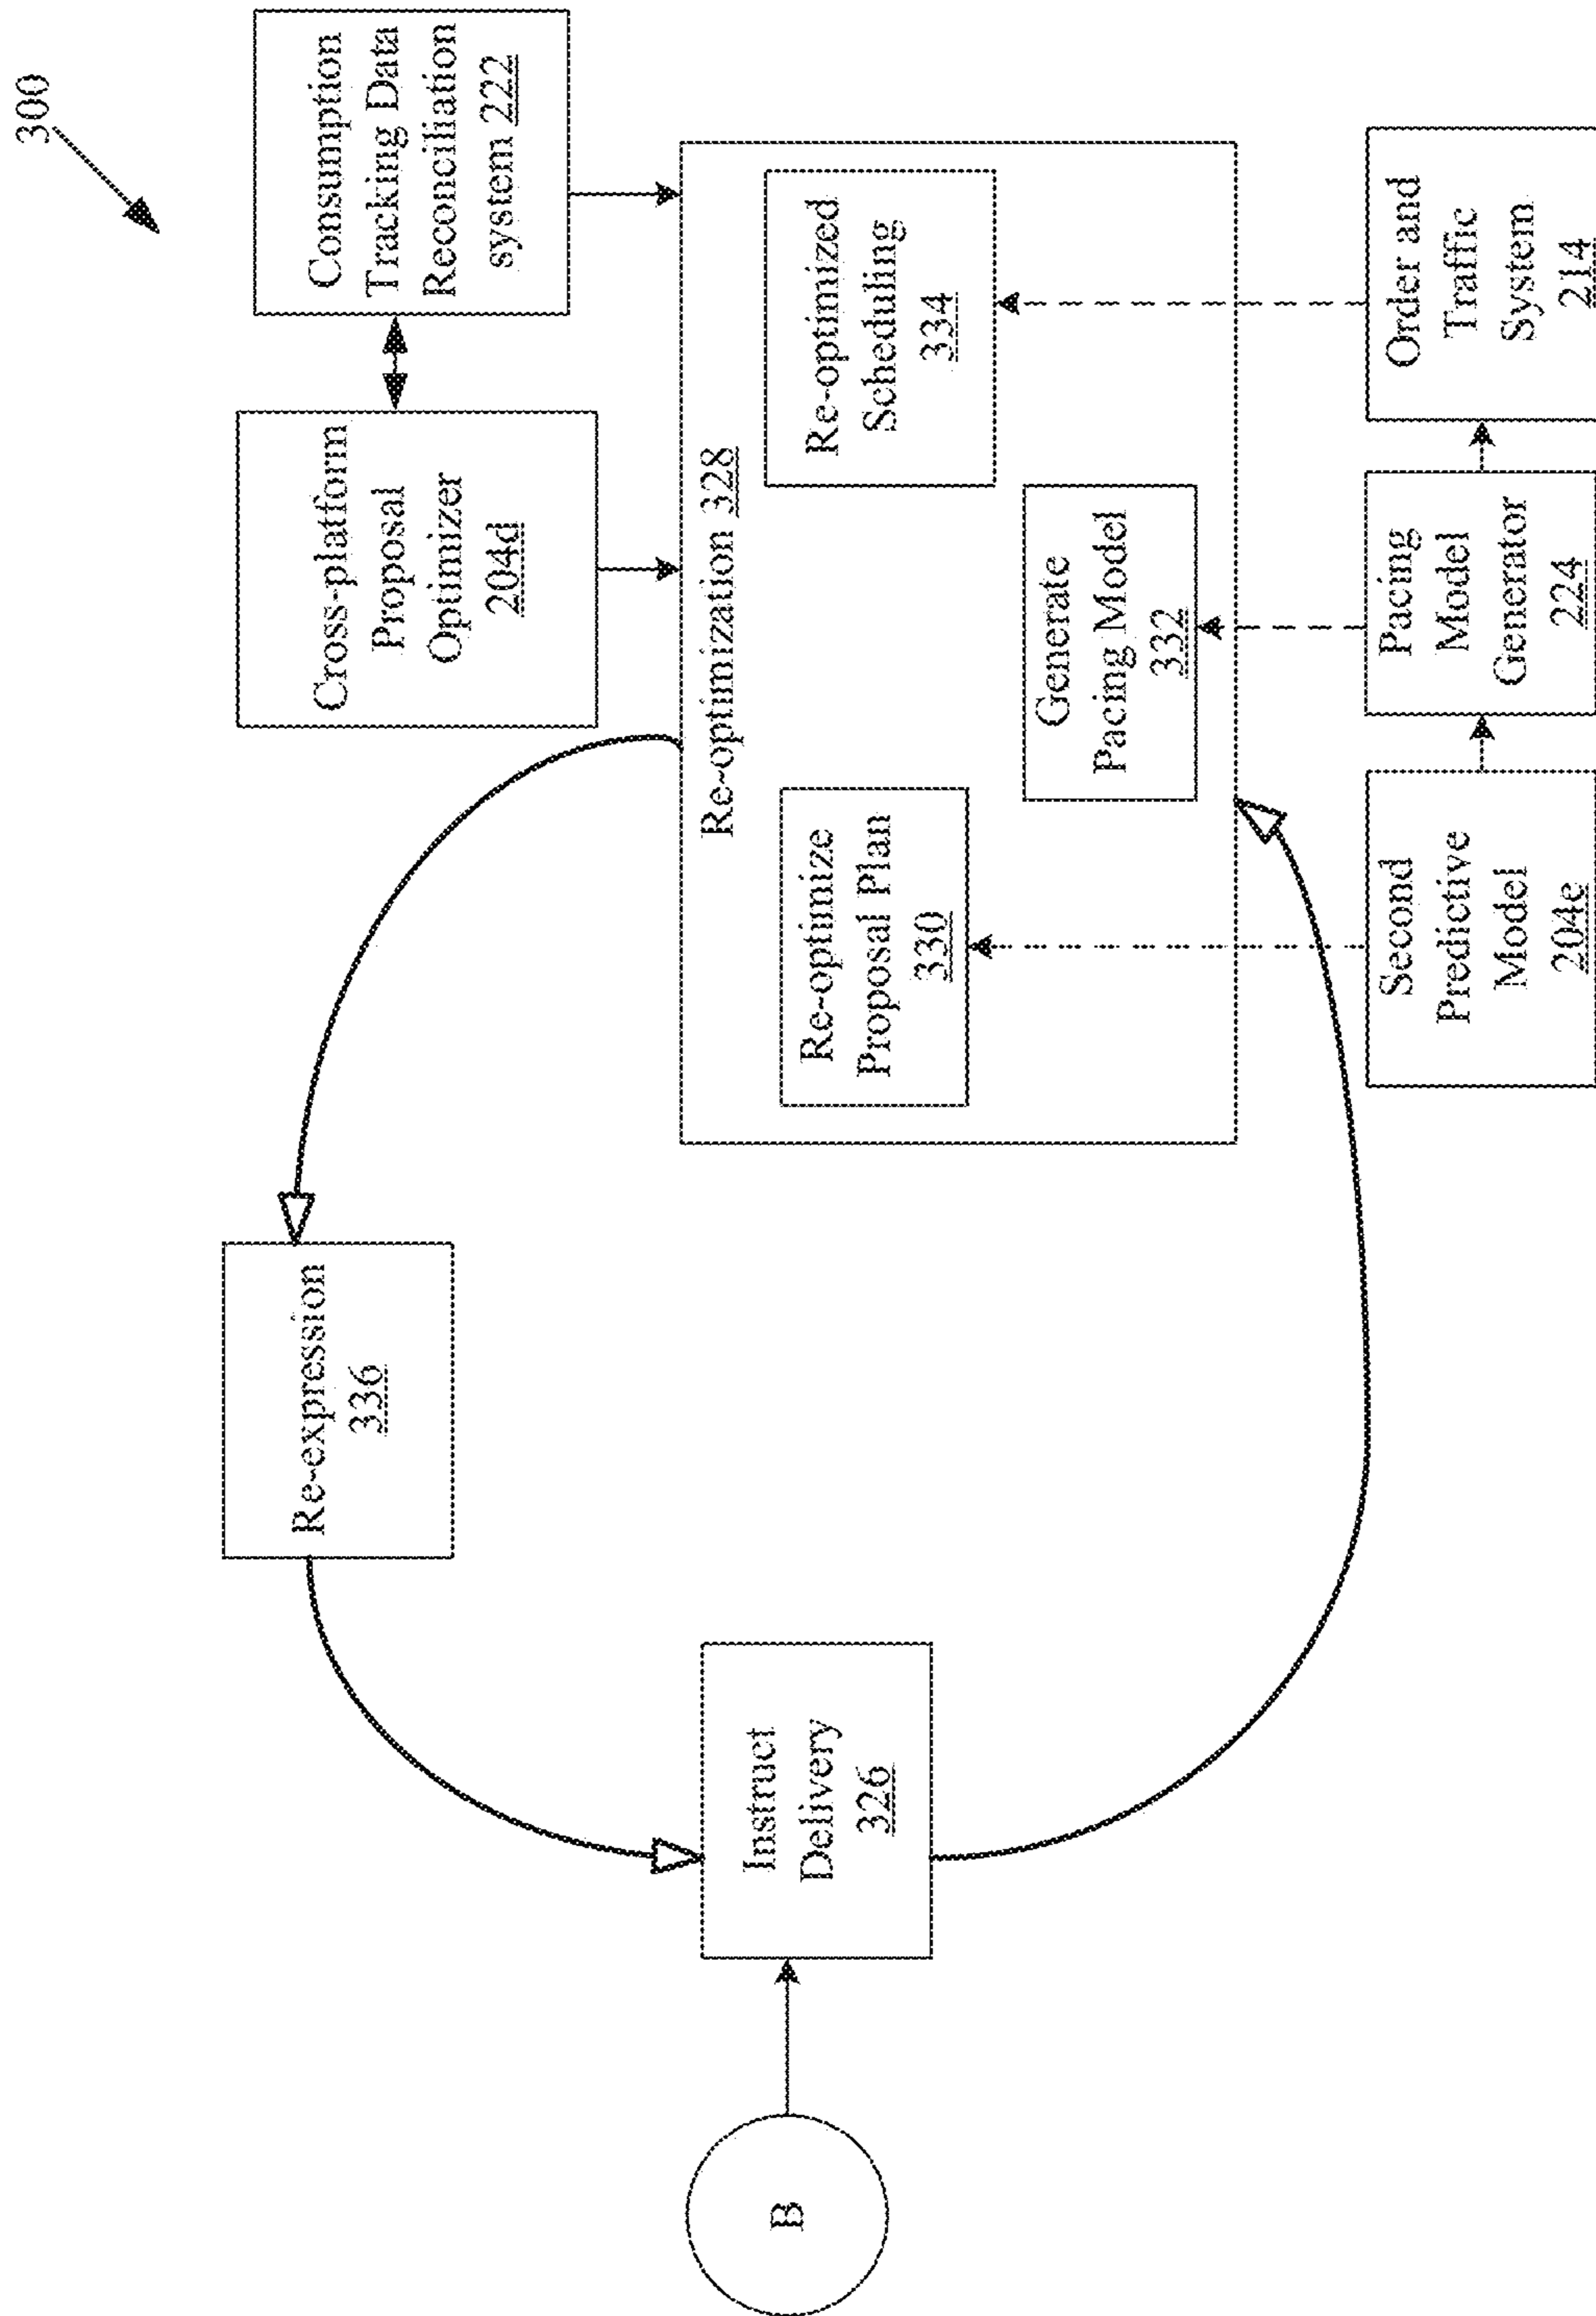 300
Cross-platform
Proposal
Optimizer
204d
Consumption
Tracking Data
Reconciliation
system 222
Re-expression
336
Re-optimization 328
Re-optimize
Proposal Plan
330
Generate
Pacing Model
332
Re-optimized
Scheduling
334
B
Instruct
Delivery
326
Second
Predictive
Model
204e
Pacing
Model
Generator
224
Order and
Traffic
System
214